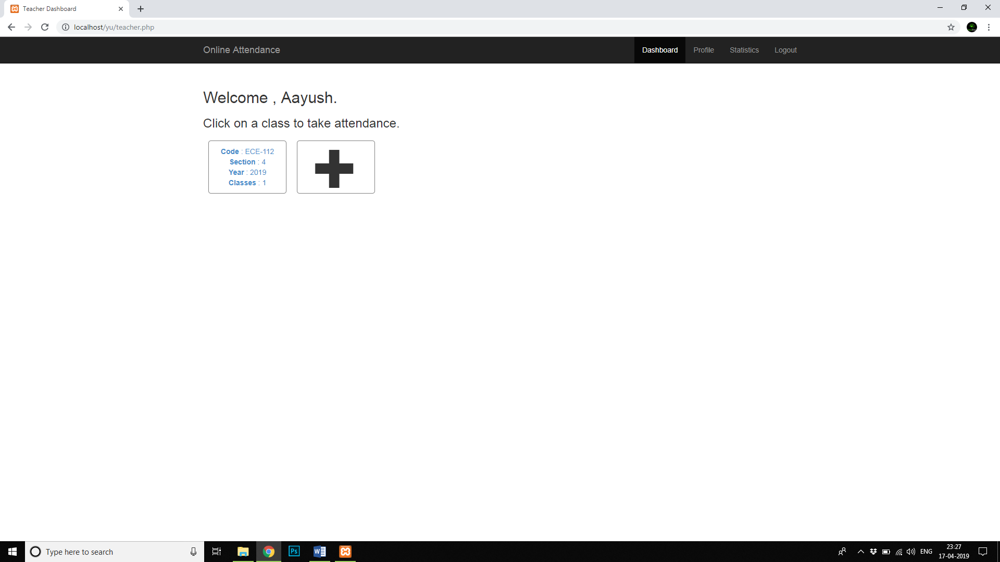 Teacher Dashboard
localhost/yu/teacher.php
Online Attendance
Dashboard Profile Statistics Logout
Welcome , Aayush.
Click on a class to take attendance.
Code : ECE-112
Section : 4
Year : 2019
Classes : 1
Type here to search
Ps
W
ENG
23:27
17-04-2019